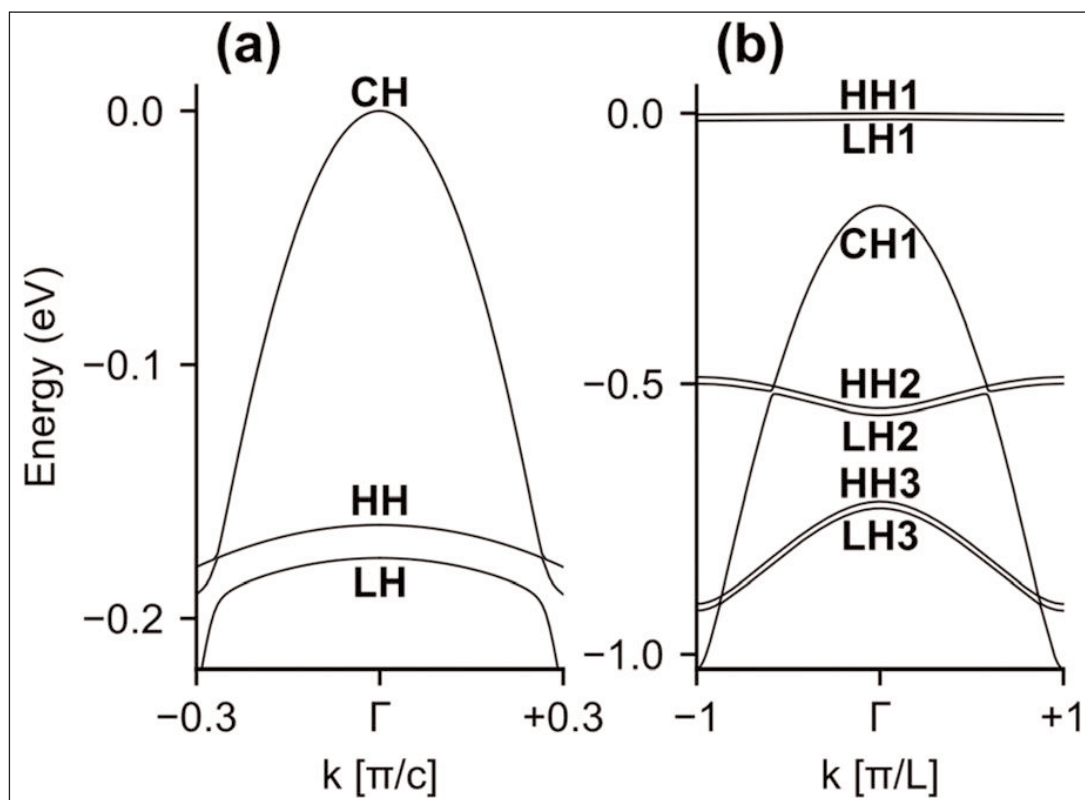 (a)
CH
0.0
−0.1
−0.2
HH
LH
Energy (eV)
−0.3
Γ
+0.3
k [π/c]
(b)
HH1
0.0
LH1
CH1
−0.5
HH2
LH2
HH3
LH3
−1.0
−1
Γ
+1
k [π/L]